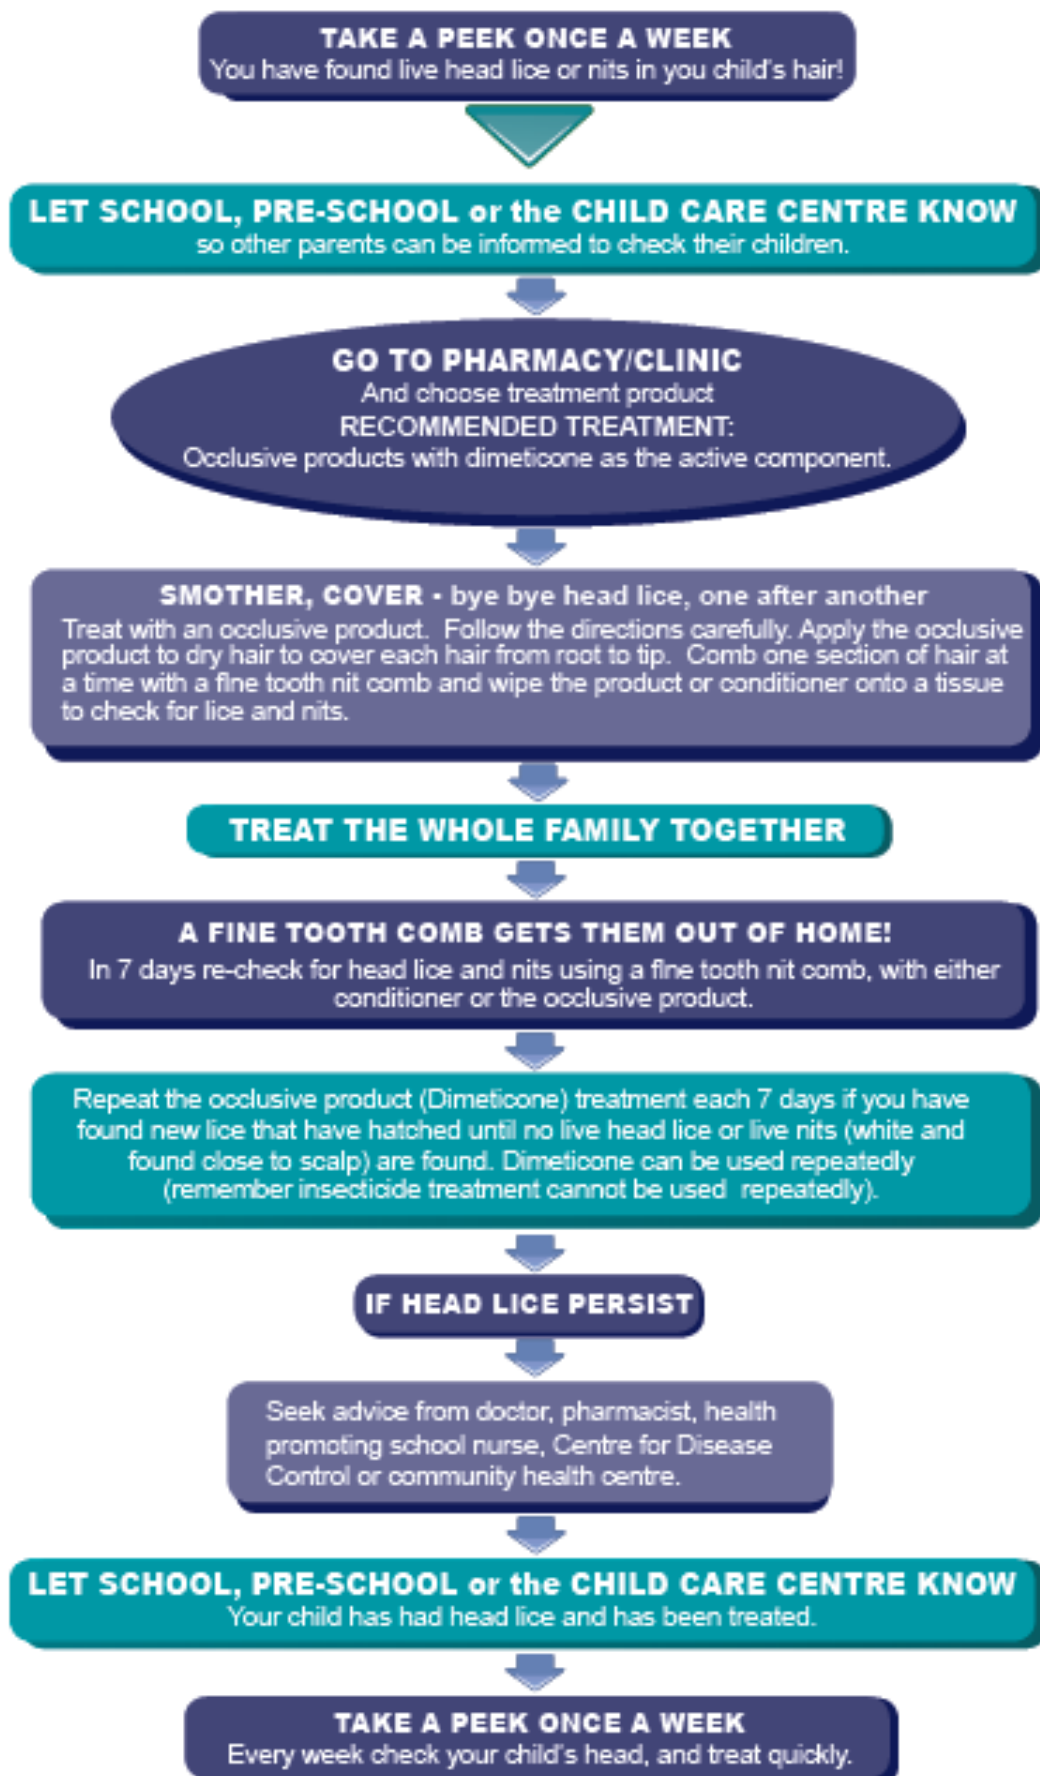 TAKE A PEEK ONCE A WEEK
You have found live head lice or nits in you child's hair!
LET SCHOOL, PRE-SCHOOL or the CHILD CARE CENTRE KNOW
so other parents can be informed to check their children.
GO TO PHARMACY/CLINIC
And choose treatment product
RECOMMENDED TREATMENT:
Occlusive products with dimeticone as the active component.
SMOTHER, COVER - bye bye head lice, one after another
Treat with an occlusive product. Follow the directions carefully. Apply the occlusive
product to dry hair to cover each hair from root to tip. Comb one section of hair at
a time with a fine tooth nit comb and wipe the product or conditioner onto a tissue
to check for lice and nits.
TREAT THE WHOLE FAMILY TOGETHER
A FINE TOOTH COMB GETS THEM OUT OF HOME!
In 7 days re-check for head lice and nits using a fine tooth nit comb, with either
conditioner or the occlusive product.
Repeat the occlusive product (Dimeticone) treatment each 7 days if you have
found new lice that have hatched until no live head lice or live nits (white and
found close to scalp) are found. Dimeticone can be used repeatedly
(remember insecticide treatment cannot be used repeatedly).
IF HEAD LICE PERSIST
Seek advice from doctor, pharmacist, health
promoting school nurse, Centre for Disease
Control or community health centre.
LET SCHOOL, PRE-SCHOOL or the CHILD CARE CENTRE KNOW
Your child has had head lice and has been treated.
TAKE A PEEK ONCE A WEEK
Every week check your child's head, and treat quickly.